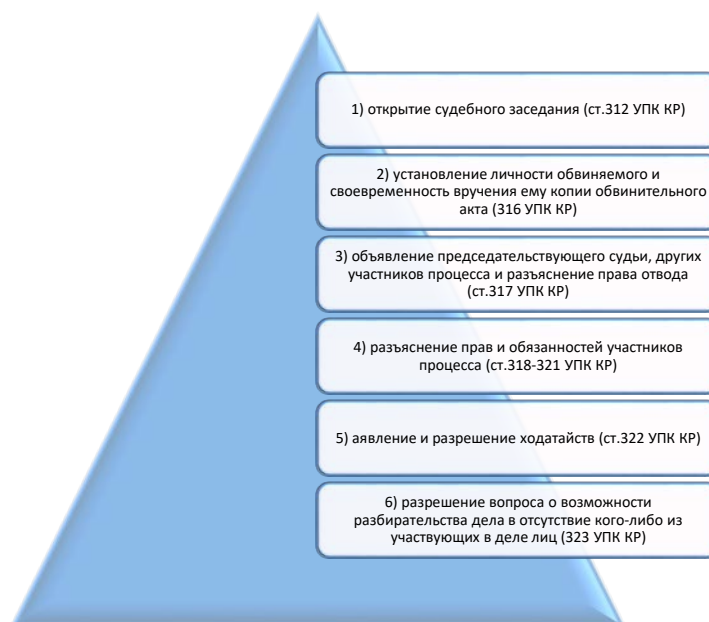 1) открытие судебного заседания (ст.312 УПК КР)
2) установление личности обвиняемого и
своевременность вручения ему копии обвинительного
акта (316 УПК КР)
3) объявление председательствующего судьи, других
участников процесса и разъяснение права отвода
(ст.317 УПК КР)
4) разъяснение прав и обязанностей участников
процесса (ст.318-321 УПК КР)
5) аявление и разрешение ходатайств (ст.322 УПК КР)
6) разрешение вопроса о возможности
разбирательства дела в отсутствие кого-либо из
участвующих в деле лиц (323 УПК КР)